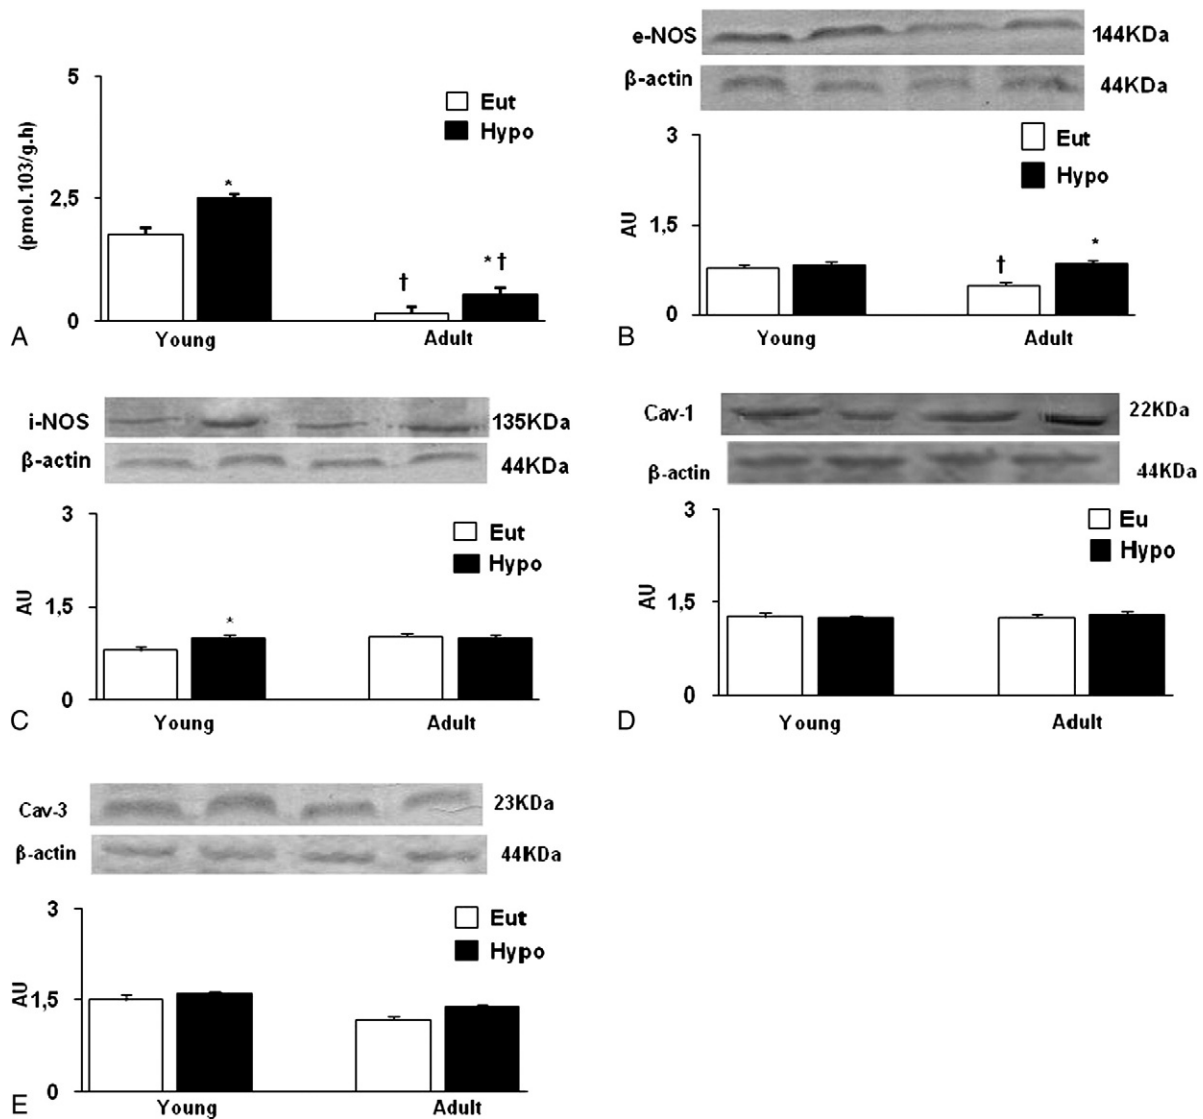 5
(pmol.103/g.h)
2,5
0
Eut
Hypo
*
†
*†
Young
Adult
A
e-NOS
144KDa
β-actin
44KDa
3
AU
1,5
0
Eut
Hypo
†
*
Young
Adult
B
i-NOS
135KDa
β-actin
44KDa
3
AU
1,5
0
Eut
Hypo
*
Young
Adult
C
Cav-1
22KDa
β-actin
44KDa
3
AU
1,5
0
Eu
Hypo
Young
Adult
D
Cav-3
23KDa
β-actin
44KDa
3
AU
1,5
0
Eut
Hypo
Young
Adult
E